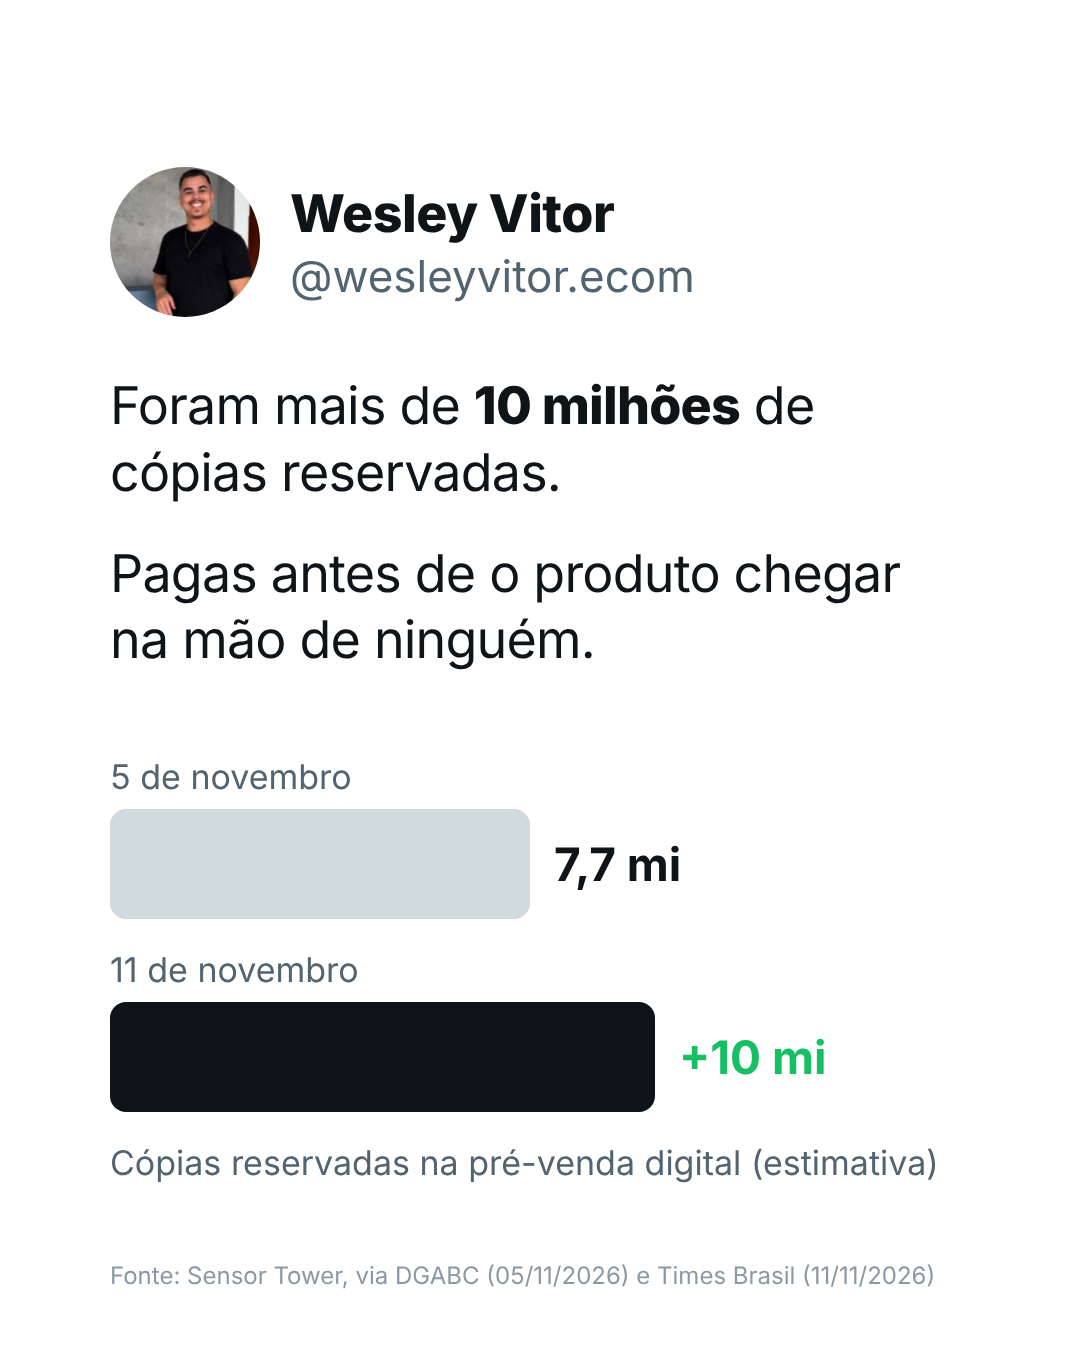 Wesley Vitor
@wesleyvitor.ecom
Foram mais de 10 milhões de
cópias reservadas.
Pagas antes de o produto chegar
na mão de ninguém.
5 de novembro
7,7 mi
11 de novembro
+10 mi
Cópias reservadas na pré-venda digital (estimativa)
Fonte: Sensor Tower, via DGABC (05/11/2026) e Times Brasil (11/11/2026)